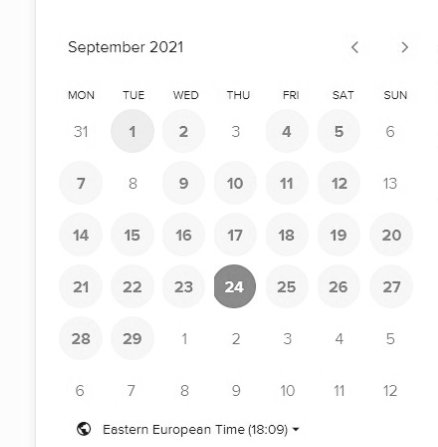 September 2021
MON TUE WED THU FRI SAT SUN
31 1 2 3 4 5 6
7 8 9 10 11 12 13
14 15 16 17 18 19 20
21 22 23 24 25 26 27
28 29 1 2 3 4 5
6 7 8 9 10 11 12
Eastern European Time (18:09)